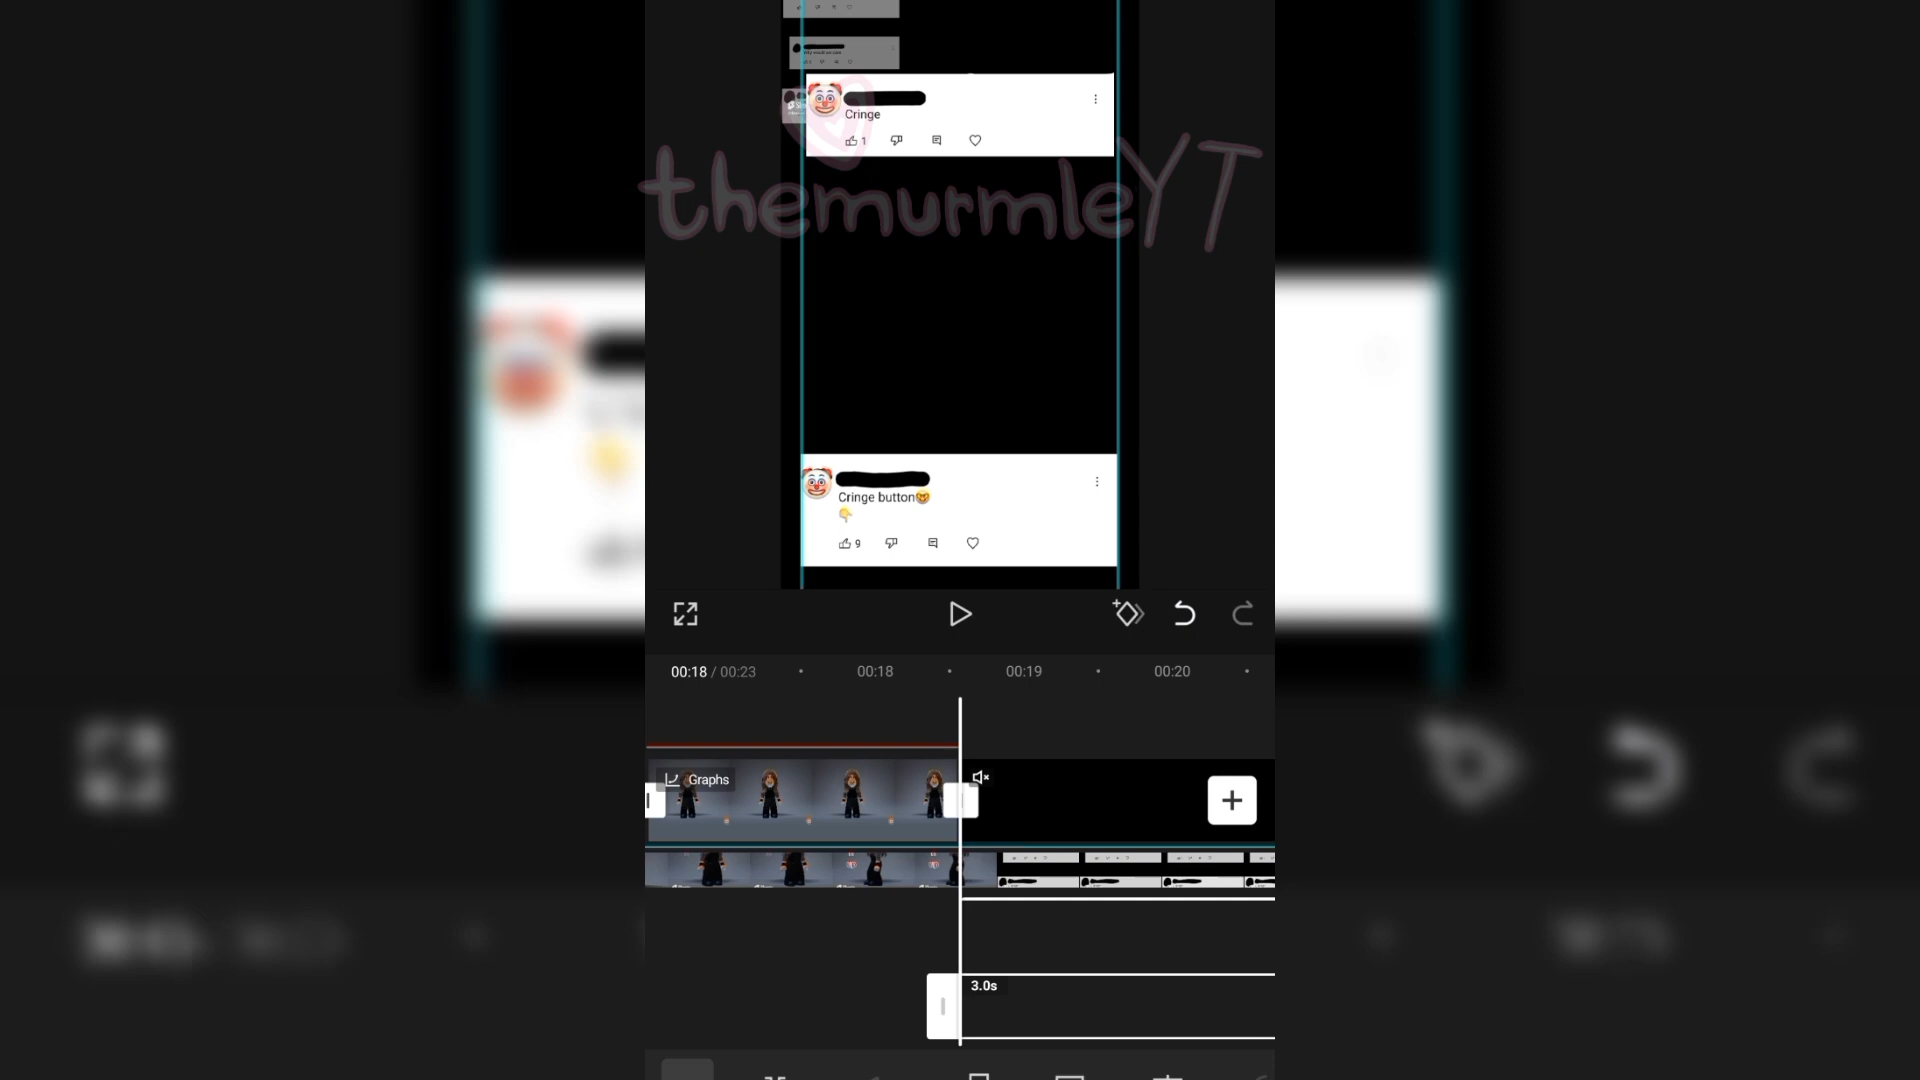 Cringe
1
themurmleYT
Cringe button🤡
👇
9
00:18 / 00:23
00:18
00:19
00:20
Graphs
3.0s